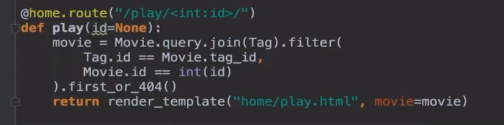 @home.route("/play/<int:id>/")
def play(id=None):
    movie = Movie.query.join(Tag).filter(
        Tag.id == Movie.tag_id,
        Movie.id == int(id)
    ).first_or_404()
    return render_template("home/play.html", movie=movie)